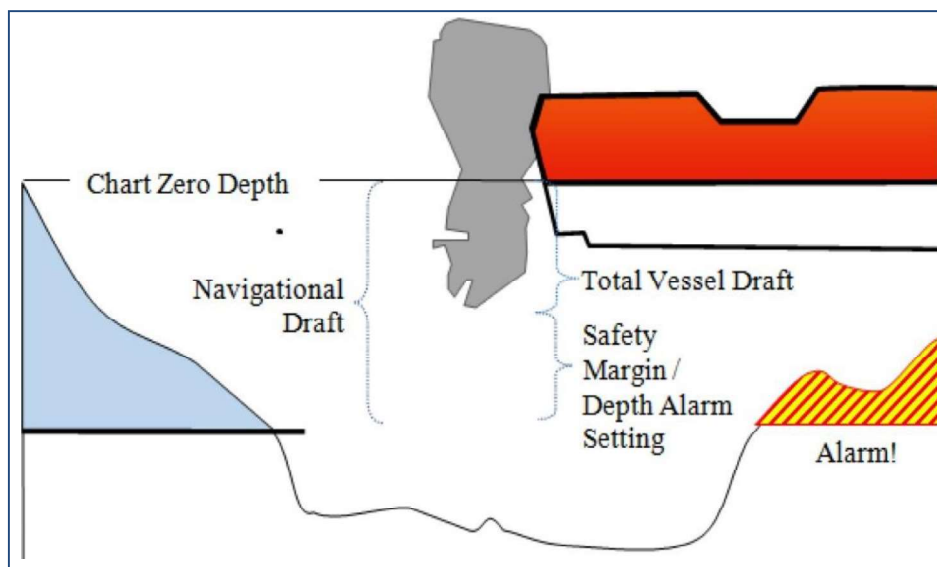 Chart Zero Depth
Navigational
Draft
Total Vessel Draft
Safety
Margin /
Depth Alarm
Setting
Alarm!